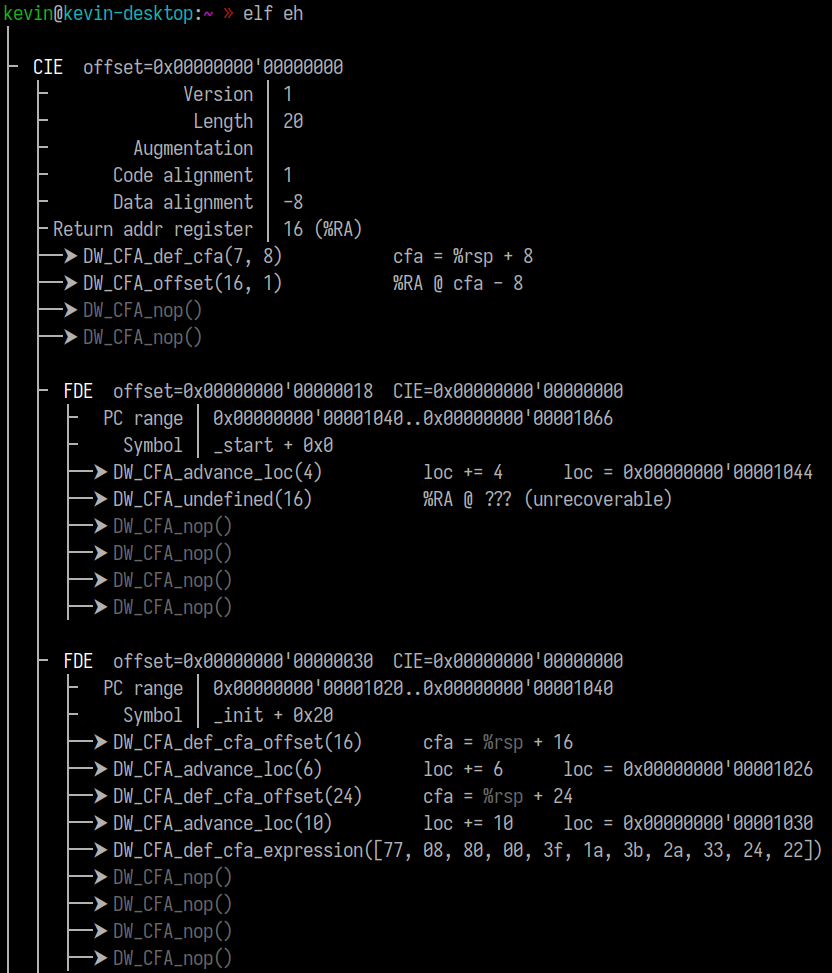 kevin@kevin-desktop:~ » elf eh
CIE offset=0x00000000'00000000
Version 1
Length 20
Augmentation
Code alignment 1
Data alignment -8
Return addr register 16 (%RA)
DW_CFA_def_cfa(7, 8) cfa = %rsp + 8
DW_CFA_offset(16, 1) %RA @ cfa - 8
DW_CFA_nop()
DW_CFA_nop()
FDE offset=0x00000000'00000018 CIE=0x00000000'00000000
PC range 0x00000000'00001040..0x00000000'00001066
Symbol _start + 0x0
DW_CFA_advance_loc(4) loc += 4 loc = 0x00000000'00001044
DW_CFA_undefined(16) %RA @ ??? (unrecoverable)
DW_CFA_nop()
DW_CFA_nop()
DW_CFA_nop()
DW_CFA_nop()
FDE offset=0x00000000'00000030 CIE=0x00000000'00000000
PC range 0x00000000'00001020..0x00000000'00001040
Symbol _init + 0x20
DW_CFA_def_cfa_offset(16) cfa = %rsp + 16
DW_CFA_advance_loc(6) loc += 6 loc = 0x00000000'00001026
DW_CFA_def_cfa_offset(24) cfa = %rsp + 24
DW_CFA_advance_loc(10) loc += 10 loc = 0x00000000'00001030
DW_CFA_def_cfa_expression([77, 08, 80, 00, 3f, 1a, 3b, 2a, 33, 24, 22])
DW_CFA_nop()
DW_CFA_nop()
DW_CFA_nop()
DW_CFA_nop()